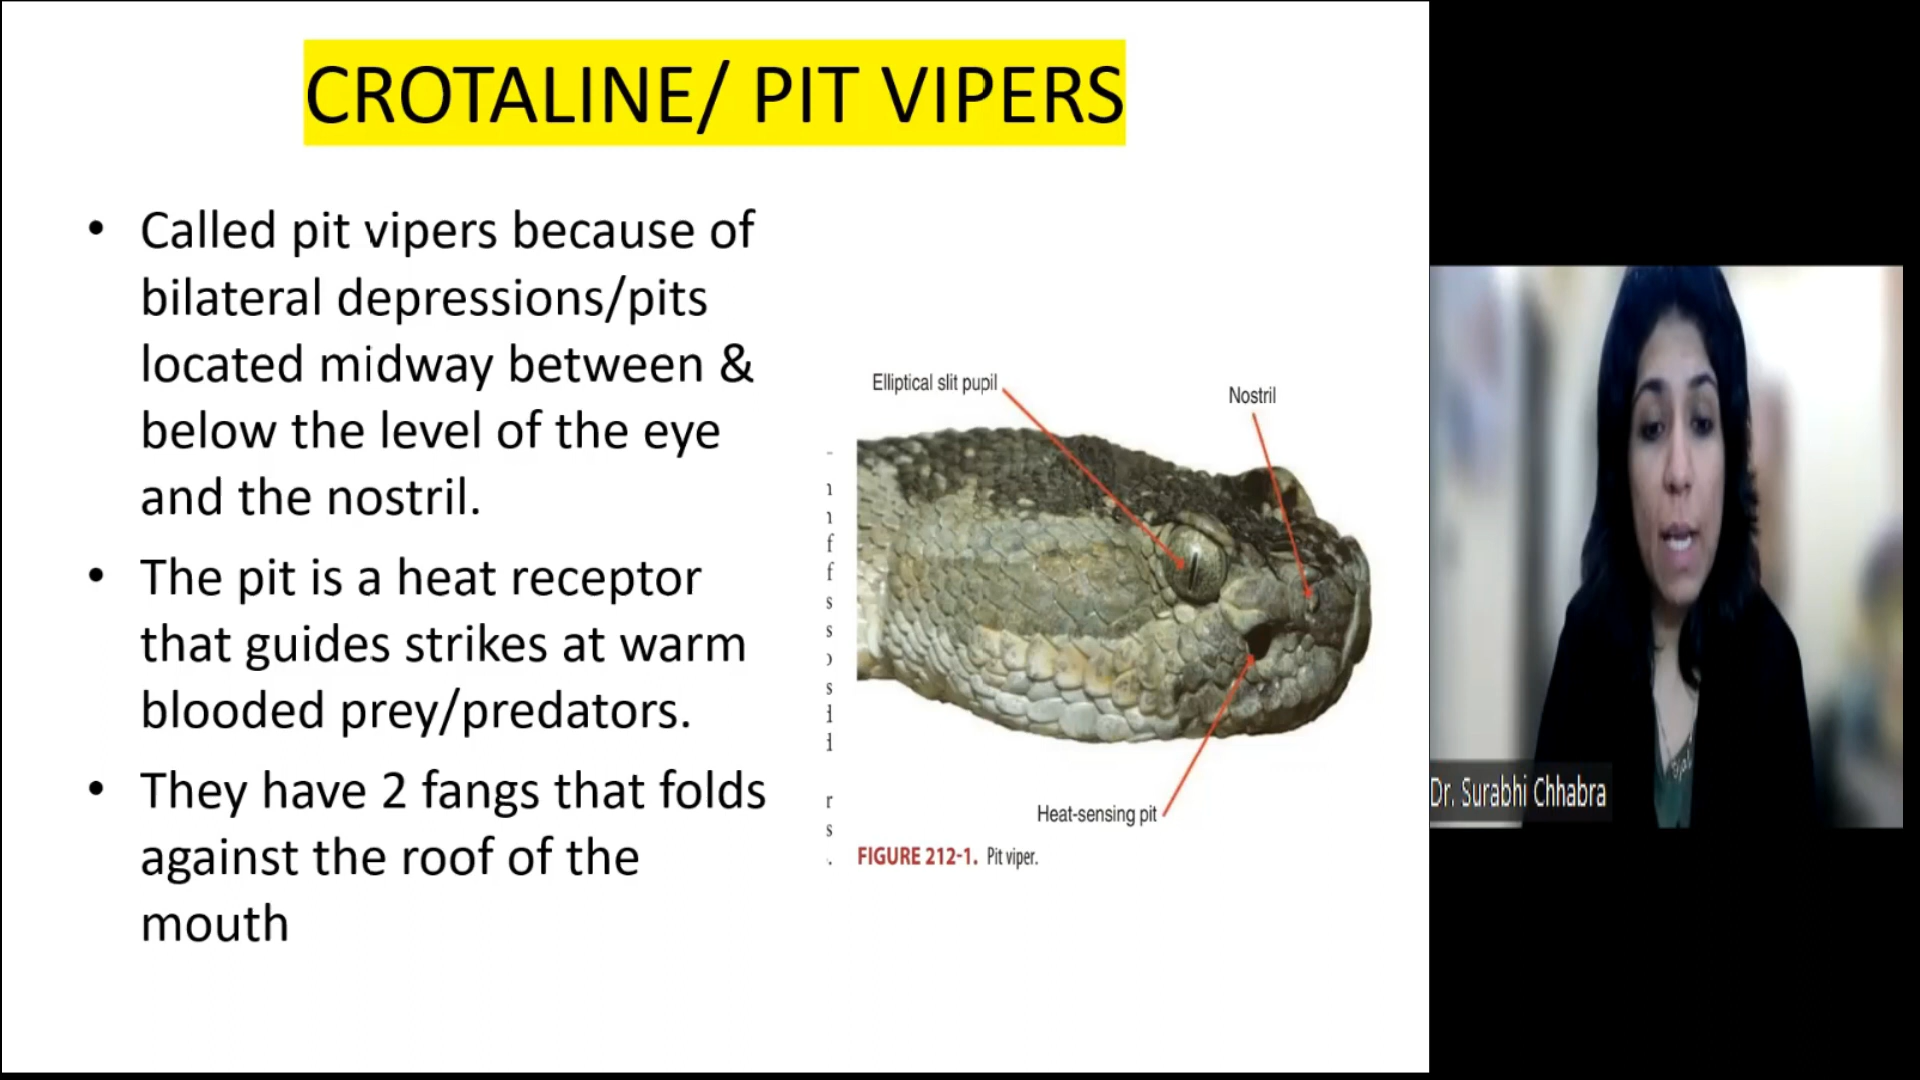 CROTALINE/ PIT VIPERS
• Called pit vipers because of
bilateral depressions/pits
located midway between &
below the level of the eye
and the nostril.
• The pit is a heat receptor
that guides strikes at warm
blooded prey/predators.
• They have 2 fangs that folds
against the roof of the
mouth
Elliptical slit pupil
Nostril
Heat-sensing pit
FIGURE 212-1. Pit viper.
Dr. Surabhi Chhabra